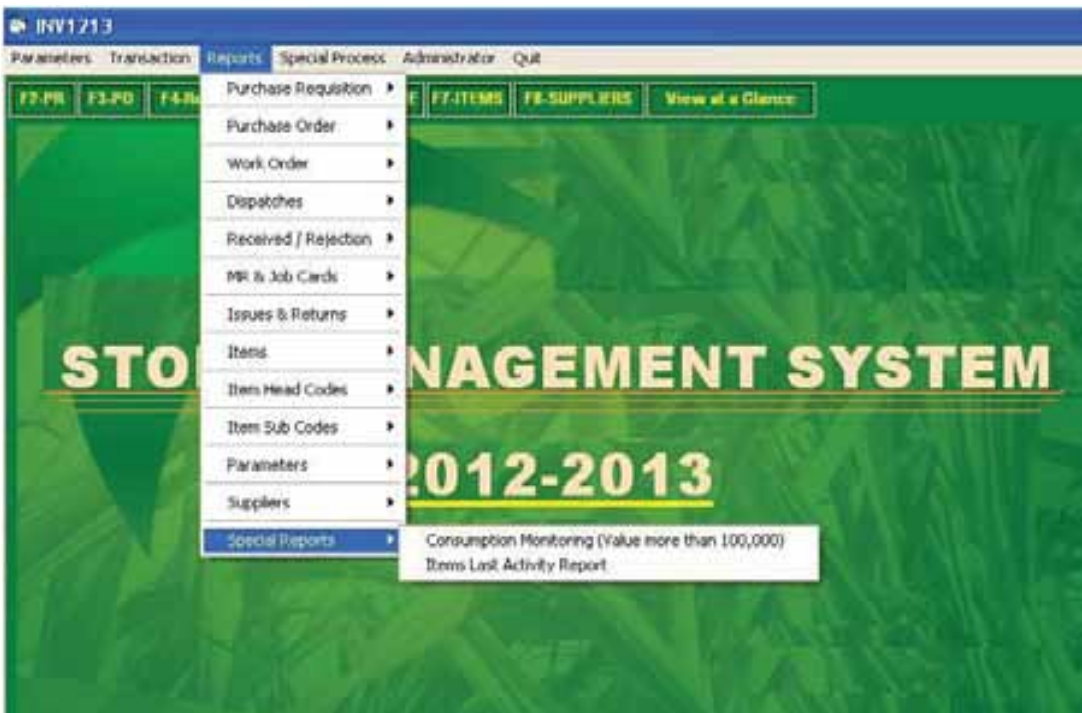 INV1213
Parameters Transaction Reports Special Process Administrator Quit
F2-PR F3-PO F7-ITEMS F8-SUPPLIERS View at a Glance
Purchase Requisition
Purchase Order
Work Order
Dispatches
Received / Rejection
MR & Job Cards
Issues & Returns
Items
Item Head Codes
Item Sub Codes
Parameters
Suppliers
Special Reports
Consumption Monitoring (Value more than 100,000)
Items Last Activity Report
STO NAGEMENT SYSTEM
2012-2013